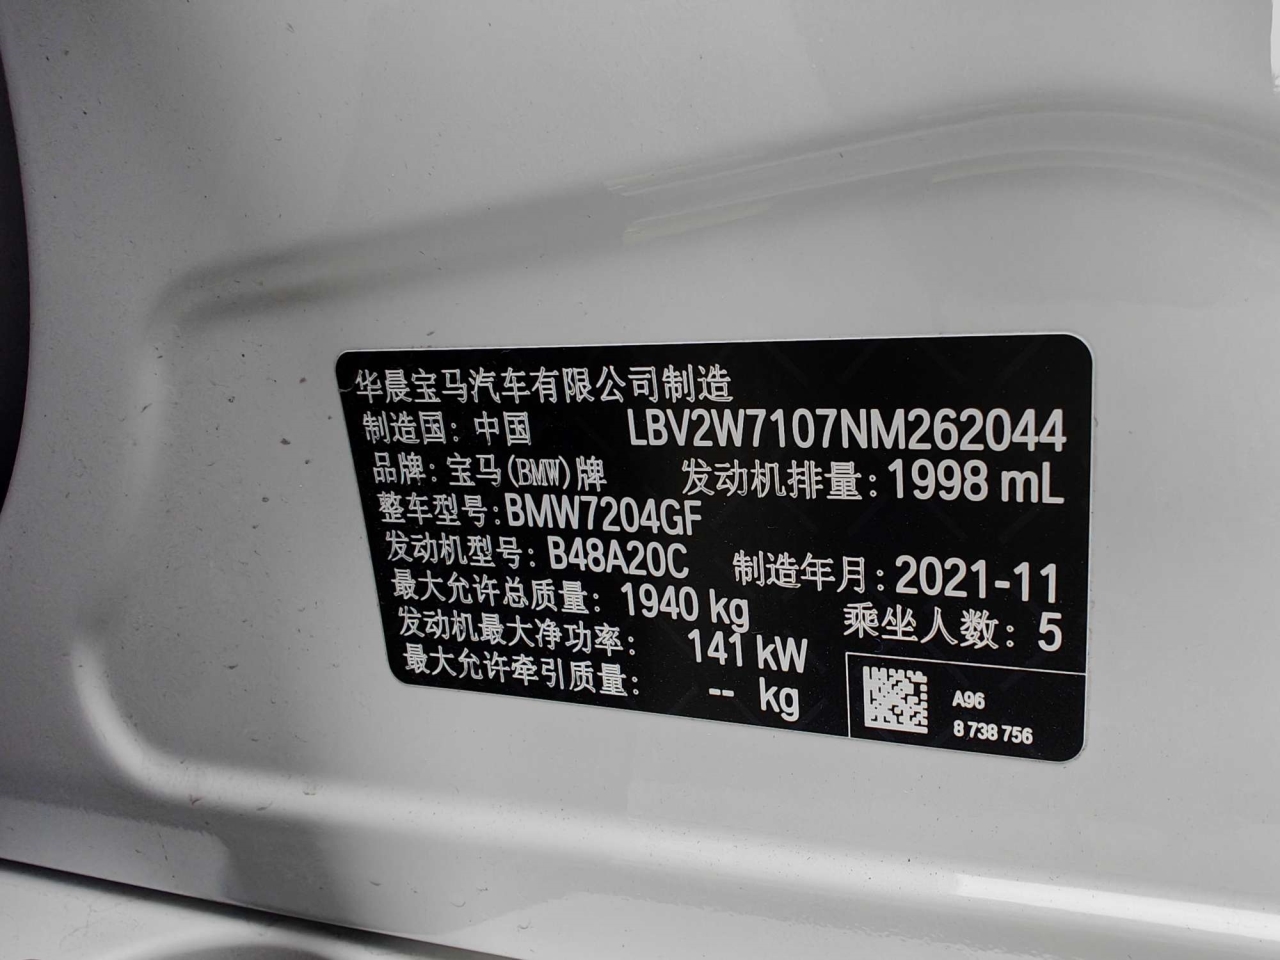 华晨宝马汽车有限公司制造
制造国：中国 LBV2W7107NM262044
品牌：宝马(BMW)牌 发动机排量：1998 mL
整车型号：BMW7204GF
发动机型号：B48A20C 制造年月：2021-11
最大允许总质量：1940 kg 乘坐人数：5
发动机最大净功率：141 kW
最大允许牵引质量：-- kg
A96
8 738 756